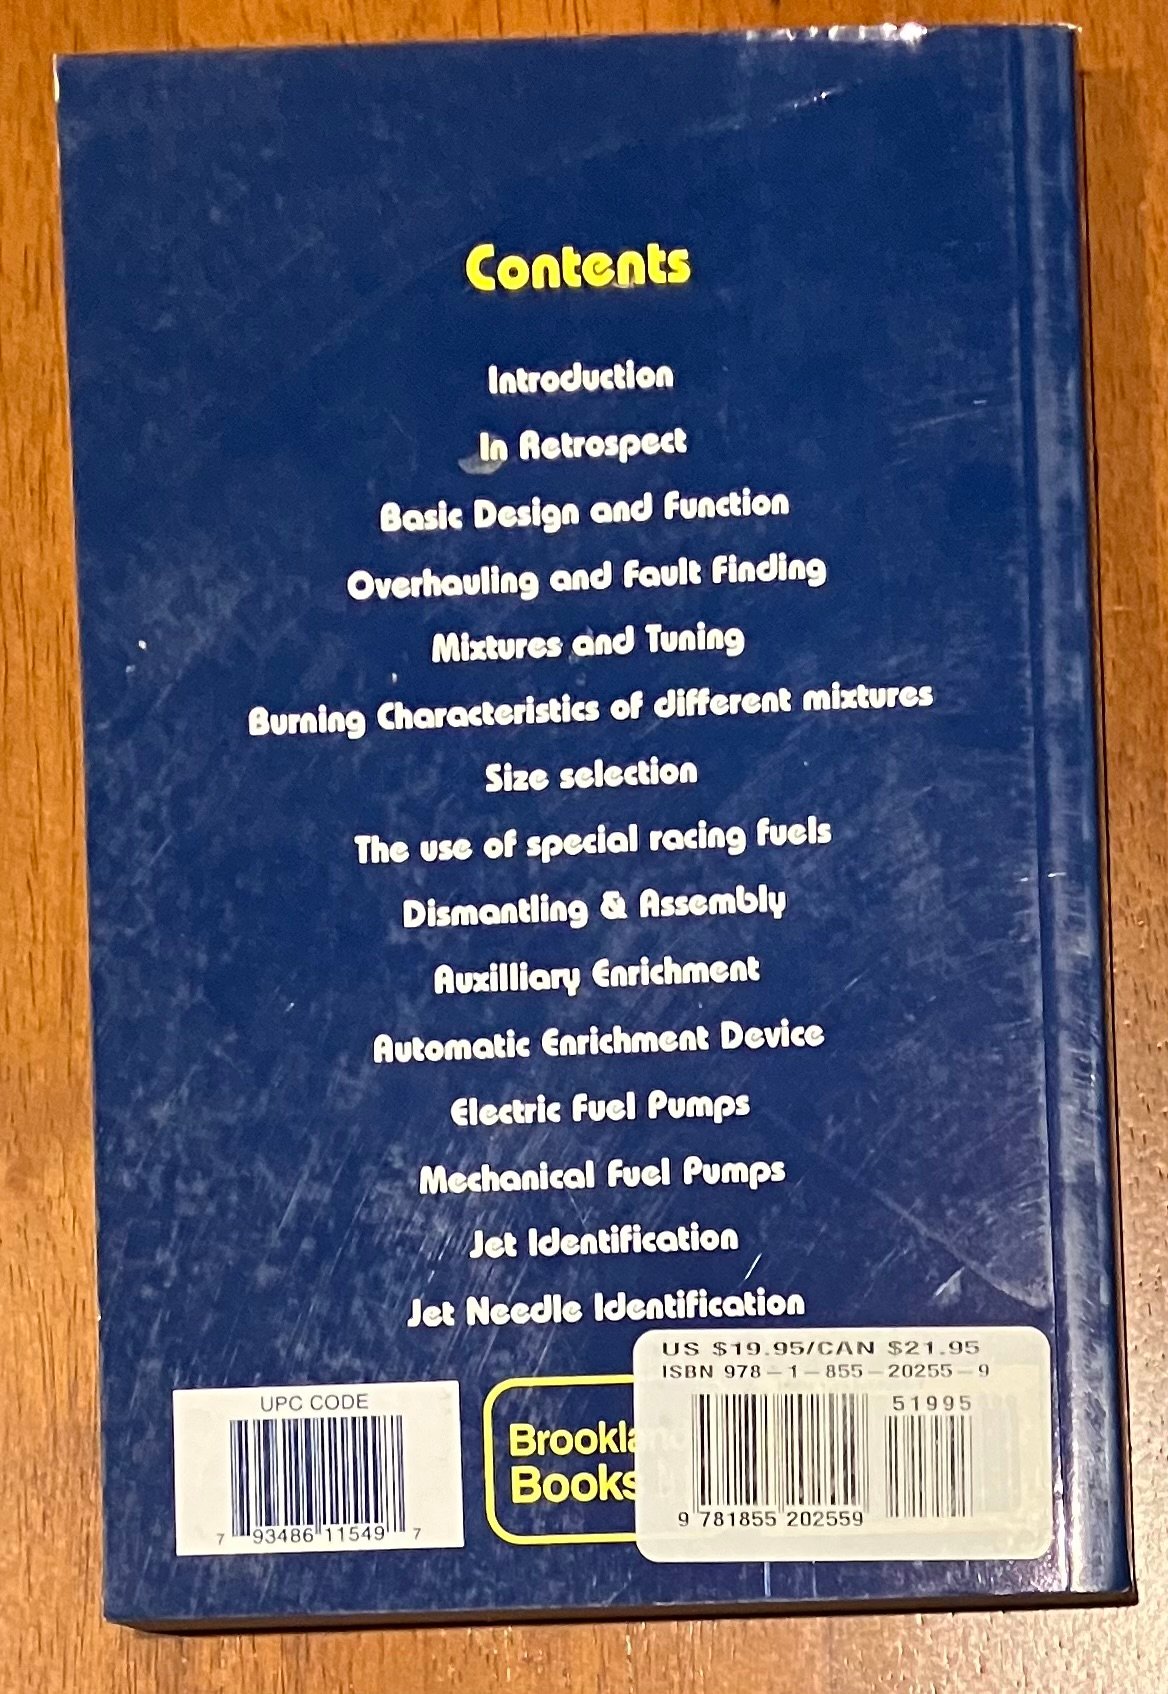 Contents
Introduction
In Retrospect
Basic Design and Function
Overhauling and Fault Finding
Mixtures and Tuning
Burning Characteristics of different mixtures
Size selection
The use of special racing fuels
Dismantling & Assembly
Auxilliary Enrichment
Automatic Enrichment Device
Electric Fuel Pumps
Mechanical Fuel Pumps
Jet Identification
Jet Needle Identification
UPC CODE
7 93486 11549 7
Brookla
Books
US $19.95/CAN $21.95
ISBN 978-1-855-20255-9
51995
9 781855 202559